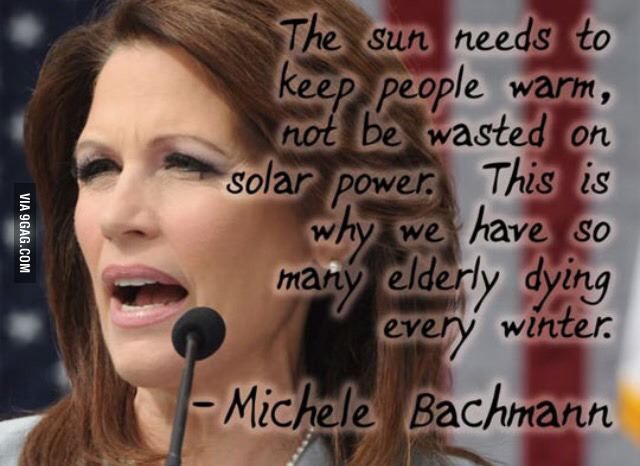 The sun needs to
keep people warm,
not be wasted on
solar power. This is
why we have so
many elderly dying
every winter.
- Michele Bachmann
VIA 9GAG.COM